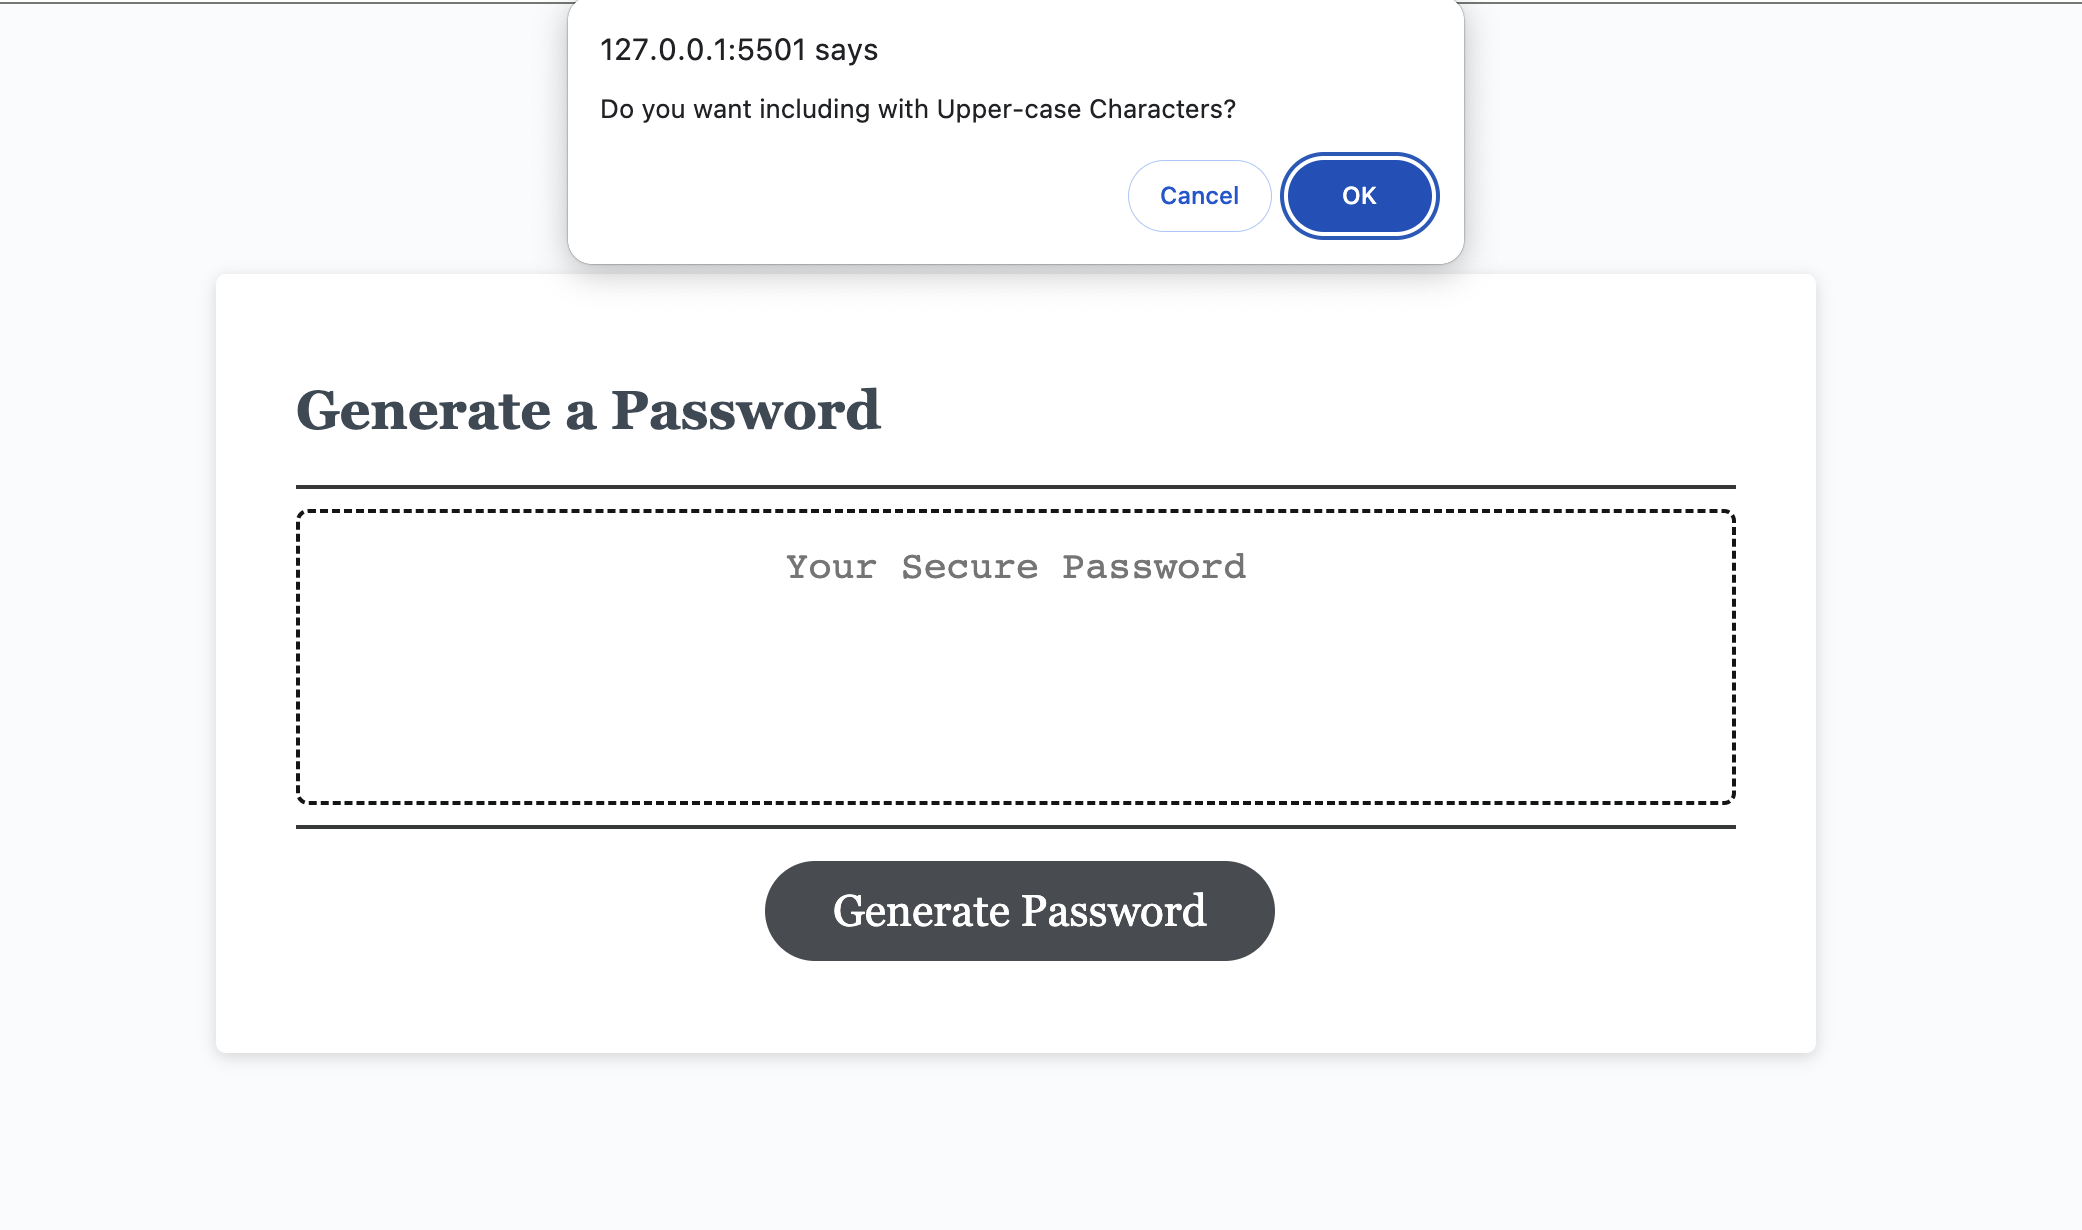 127.0.0.1:5501 says
Do you want including with Upper-case Characters?
Cancel
OK
Generate a Password
Your Secure Password
Generate Password